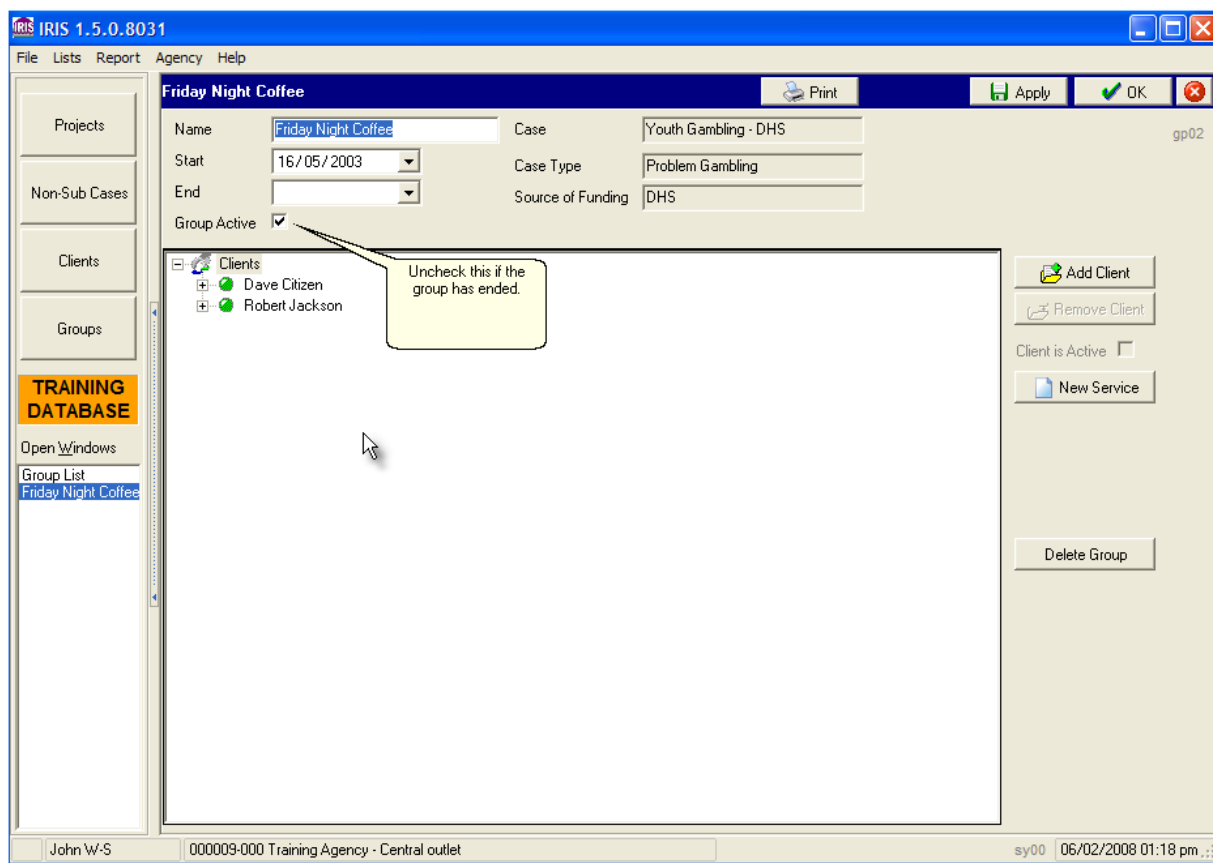 IRIS IRIS 1.5.0.8031
File Lists Report Agency Help
Friday Night Coffee Print Apply OK
Projects
Non-Sub Cases
Clients
Groups
TRAINING
DATABASE
Open Windows
Group List
Friday Night Coffee
Name Friday Night Coffee Case Youth Gambling - DHS gp02
Start 16/05/2003 Case Type Problem Gambling
End Source of Funding DHS
Group Active
Clients
Dave Citizen
Robert Jackson
Uncheck this if the
group has ended.
Add Client
Remove Client
Client is Active
New Service
Delete Group
John W-S 000009-000 Training Agency - Central outlet sy00 06/02/2008 01:18 pm